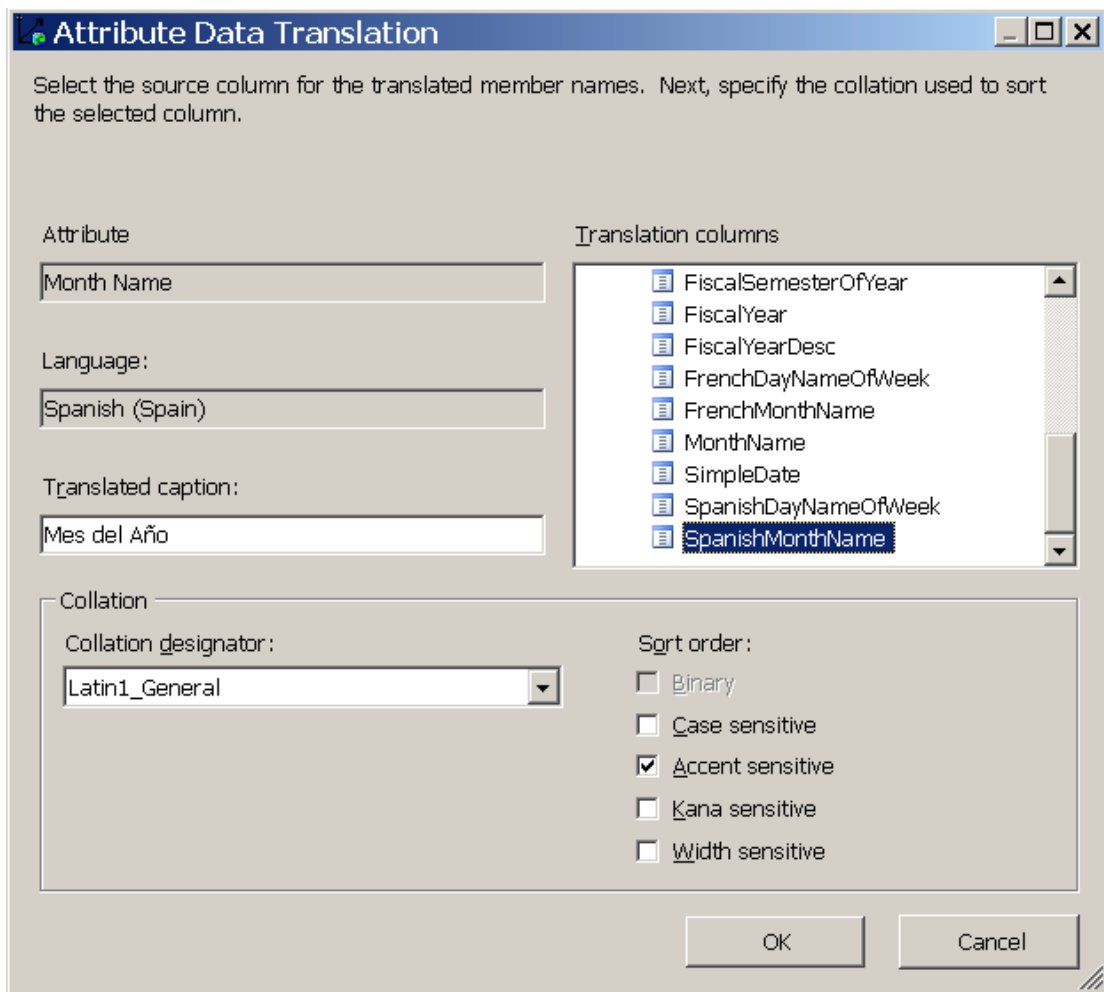 Attribute Data Translation
Select the source column for the translated member names.  Next, specify the collation used to sort
the selected column.
Attribute
Month Name
Language:
Spanish (Spain)
Translated caption:
Mes del Año
Translation columns
FiscalSemesterOfYear
FiscalYear
FiscalYearDesc
FrenchDayNameOfWeek
FrenchMonthName
MonthName
SimpleDate
SpanishDayNameOfWeek
SpanishMonthName
Collation
Collation designator:
Latin1_General
Sort order:
Binary
Case sensitive
Accent sensitive
Kana sensitive
Width sensitive
OK
Cancel